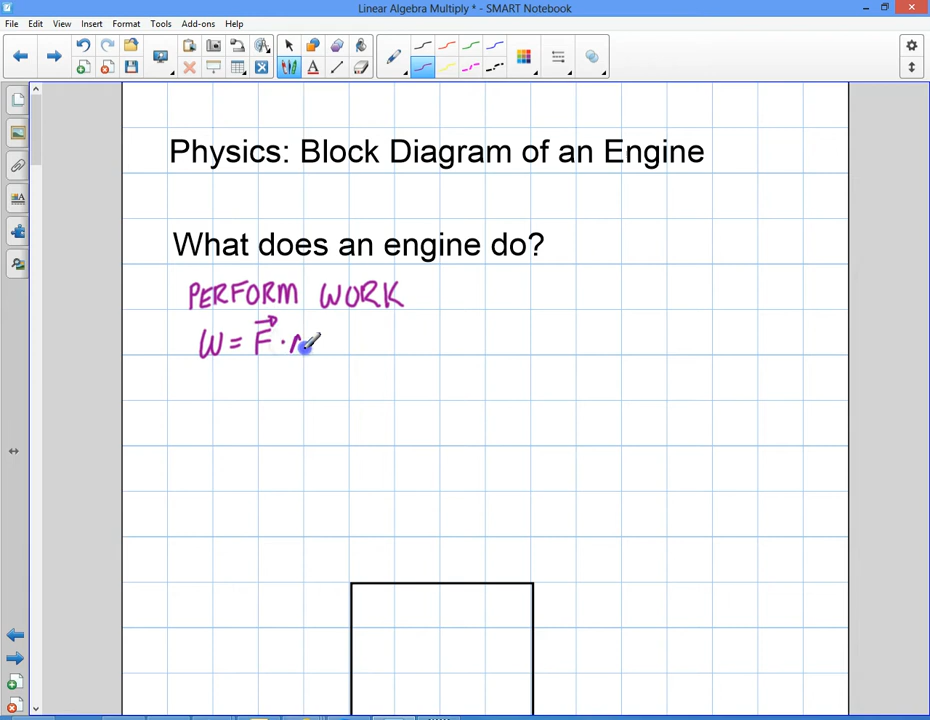 Linear Algebra Multiply * - SMART Notebook
File Edit View Insert Format Tools Add-ons Help
Physics: Block Diagram of an Engine
What does an engine do?
PERFORM WORK
W = F ·